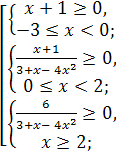 x + 1 ≥ 0,
−3 ≤ x < 0;
x+1 / 3+x− 4x² ≥ 0,
0 ≤ x < 2;
6 / 3+x− 4x² ≥ 0,
x ≥ 2;